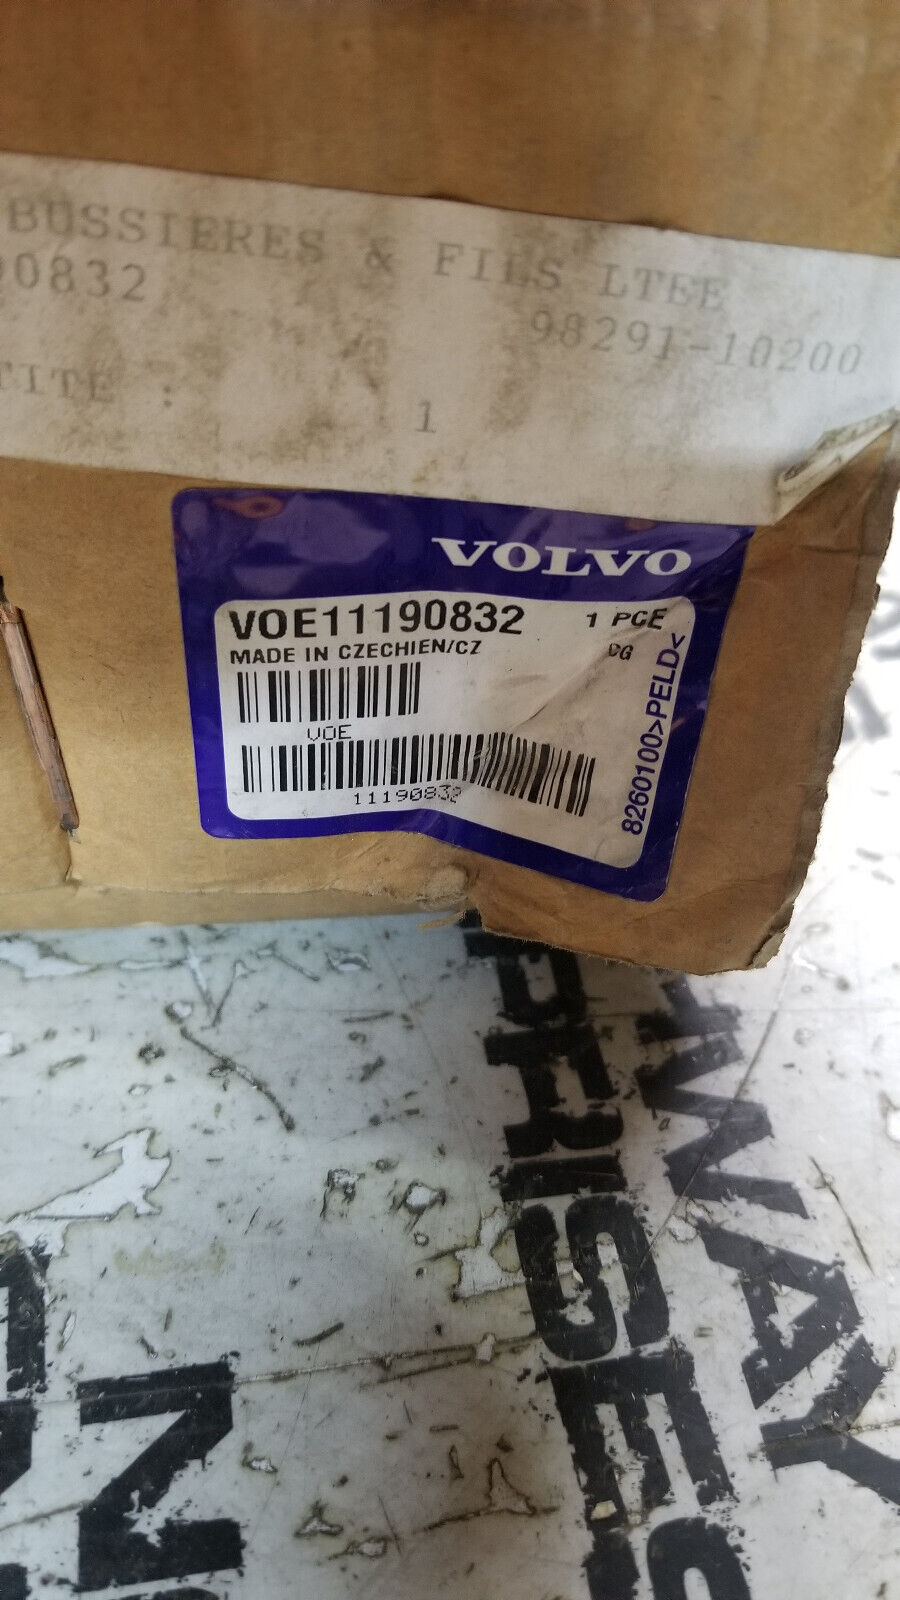 BUSSIERES & FILS LTEE
90832
98291-10200
TITE :
1
VOLVO
VOE11190832 1 PCE
MADE IN CZECHIEN/CZ CG
VOE
11190832
8260100>PELD<